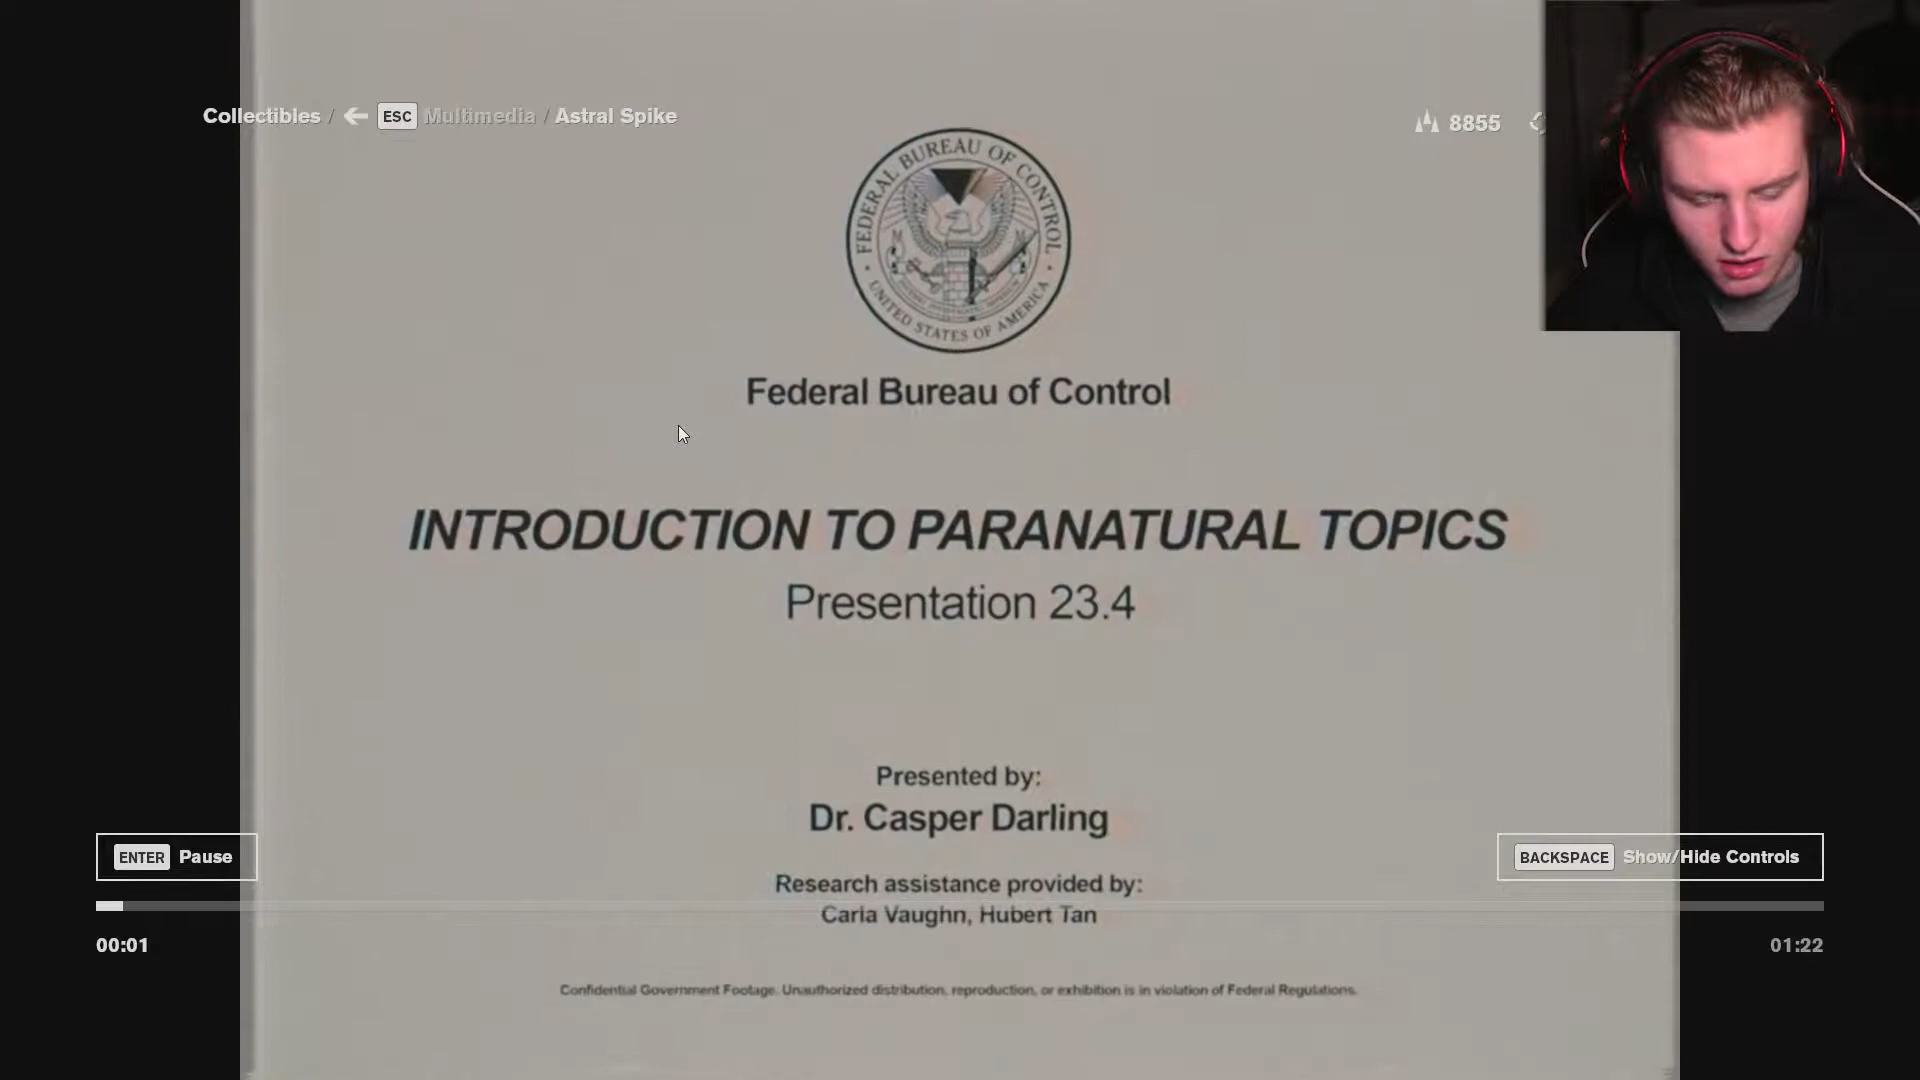 Collectibles / ESC Multimedia / Astral Spike
8855
FEDERAL BUREAU OF CONTROL
UNITED STATES OF AMERICA
Federal Bureau of Control
INTRODUCTION TO PARANATURAL TOPICS
Presentation 23.4
Presented by:
Dr. Casper Darling
ENTER Pause
BACKSPACE Show/Hide Controls
Research assistance provided by:
Carla Vaughn, Hubert Tan
00:01
01:22
Confidential Government Footage. Unauthorized distribution, reproduction, or exhibition is in violation of Federal Regulations.